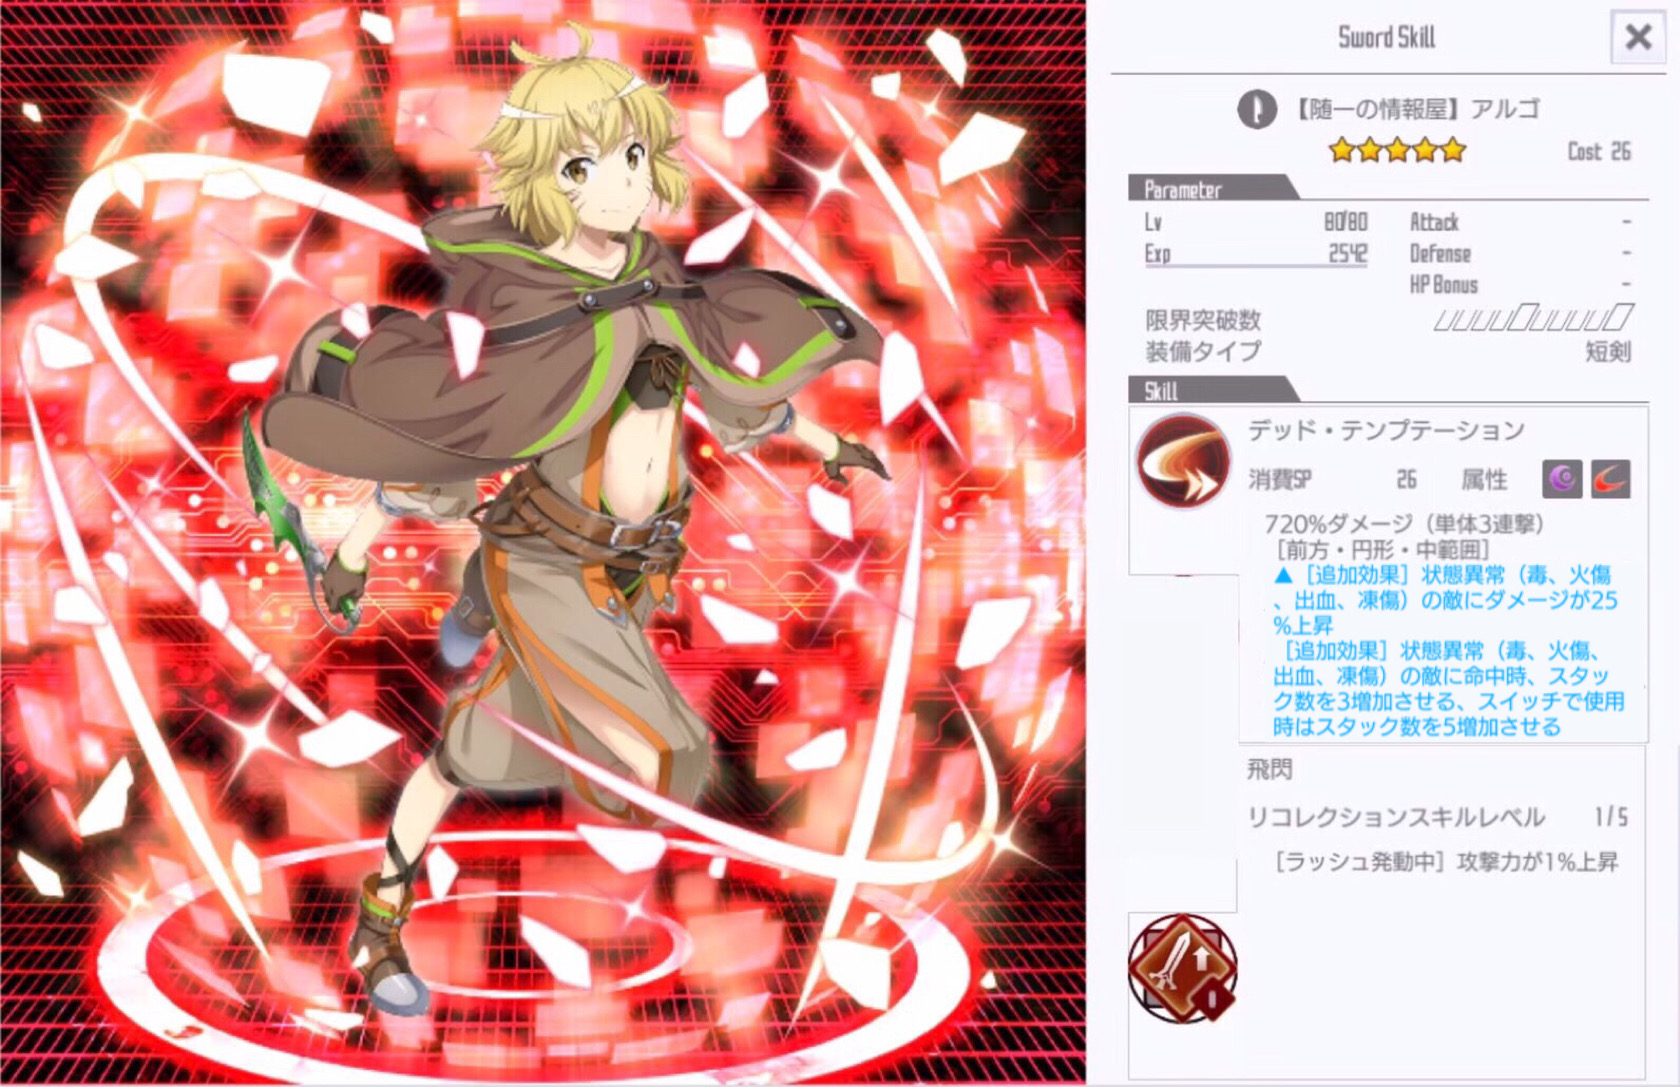 Sword Skill
【随一の情報屋】アルゴ
Cost 26
Parameter
Lv 80/80 Attack -
Exp 2542 Defense -
HP Bonus -
限界突破数
装備タイプ 短剣
Skill
デッド・テンプテーション
消費SP 26 属性
720%ダメージ（単体3連撃）
［前方・円形・中範囲］
▲［追加効果］状態異常（毒、火傷
、出血、凍傷）の敵にダメージが25
%上昇
［追加効果］状態異常（毒、火傷、
出血、凍傷）の敵に命中時、スタッ
ク数を3増加させる、スイッチで使用
時はスタック数を5増加させる
飛閃
リコレクションスキルレベル 1/5
［ラッシュ発動中］攻撃力が1%上昇